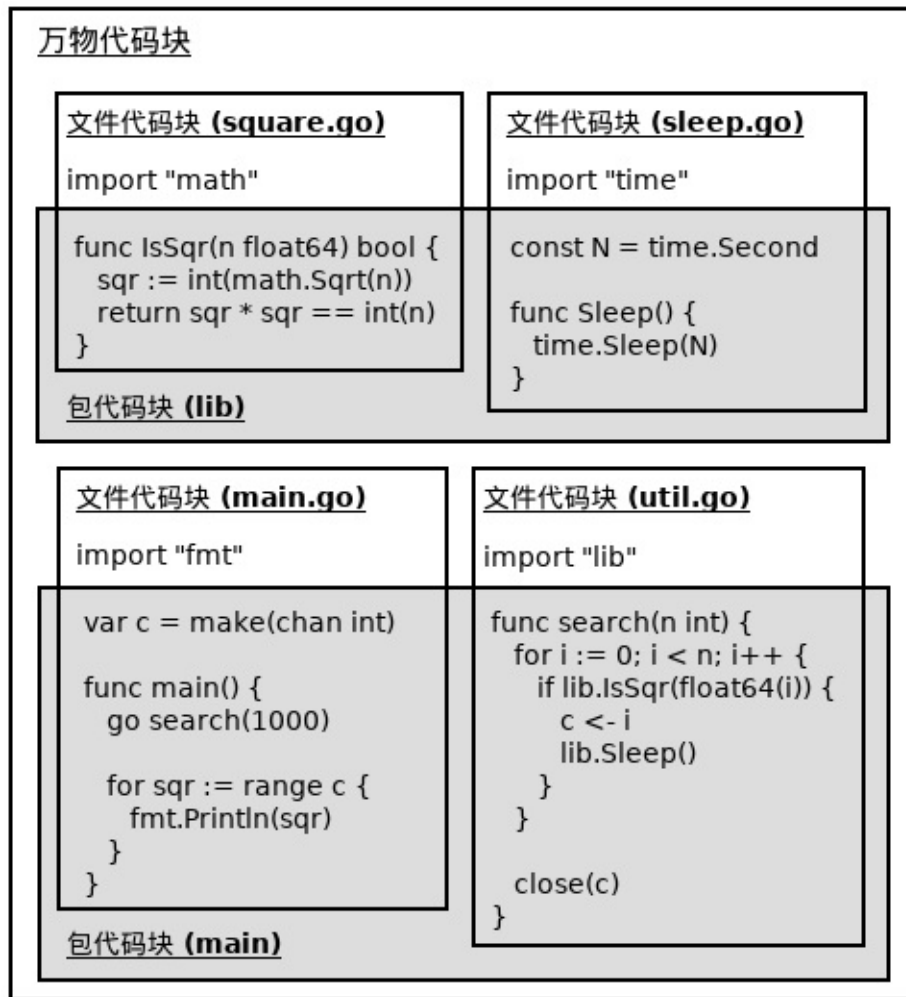 万物代码块
文件代码块 (square.go)
import "math"
func IsSqr(n float64) bool {
sqr := int(math.Sqrt(n))
return sqr * sqr == int(n)
}
文件代码块 (sleep.go)
import "time"
const N = time.Second
func Sleep() {
time.Sleep(N)
}
包代码块 (lib)
文件代码块 (main.go)
import "fmt"
var c = make(chan int)
func main() {
go search(1000)
for sqr := range c {
fmt.Println(sqr)
}
}
文件代码块 (util.go)
import "lib"
func search(n int) {
for i := 0; i < n; i++ {
if lib.IsSqr(float64(i)) {
c <- i
lib.Sleep()
}
}
close(c)
}
包代码块 (main)